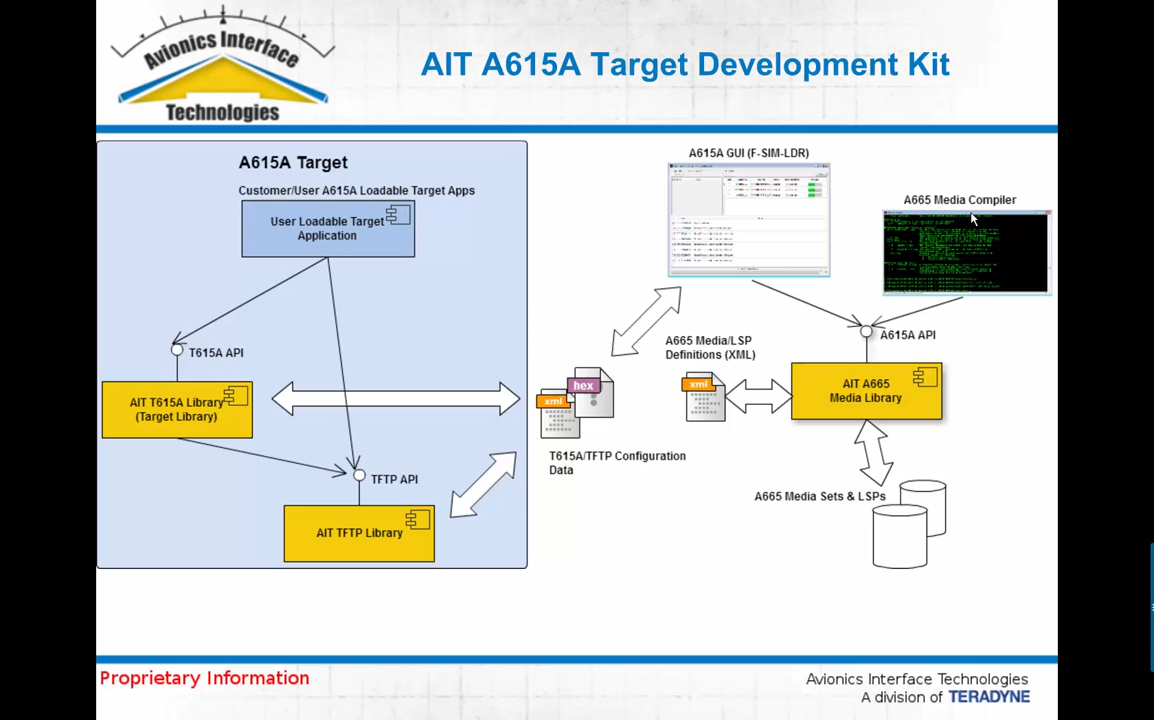 Avionics Interface
Technologies
AIT A615A Target Development Kit
A615A Target
Customer/User A615A Loadable Target Apps
User Loadable Target
Application
T615A API
AIT T615A Library
(Target Library)
TFTP API
AIT TFTP Library
A615A GUI (F-SIM-LDR)
A665 Media Compiler
A615A API
A665 Media/LSP
Definitions (XML)
hex
xml
xml
AIT A665
Media Library
T615A/TFTP Configuration
Data
A665 Media Sets & LSPs
Proprietary Information
Avionics Interface Technologies
A division of TERADYNE